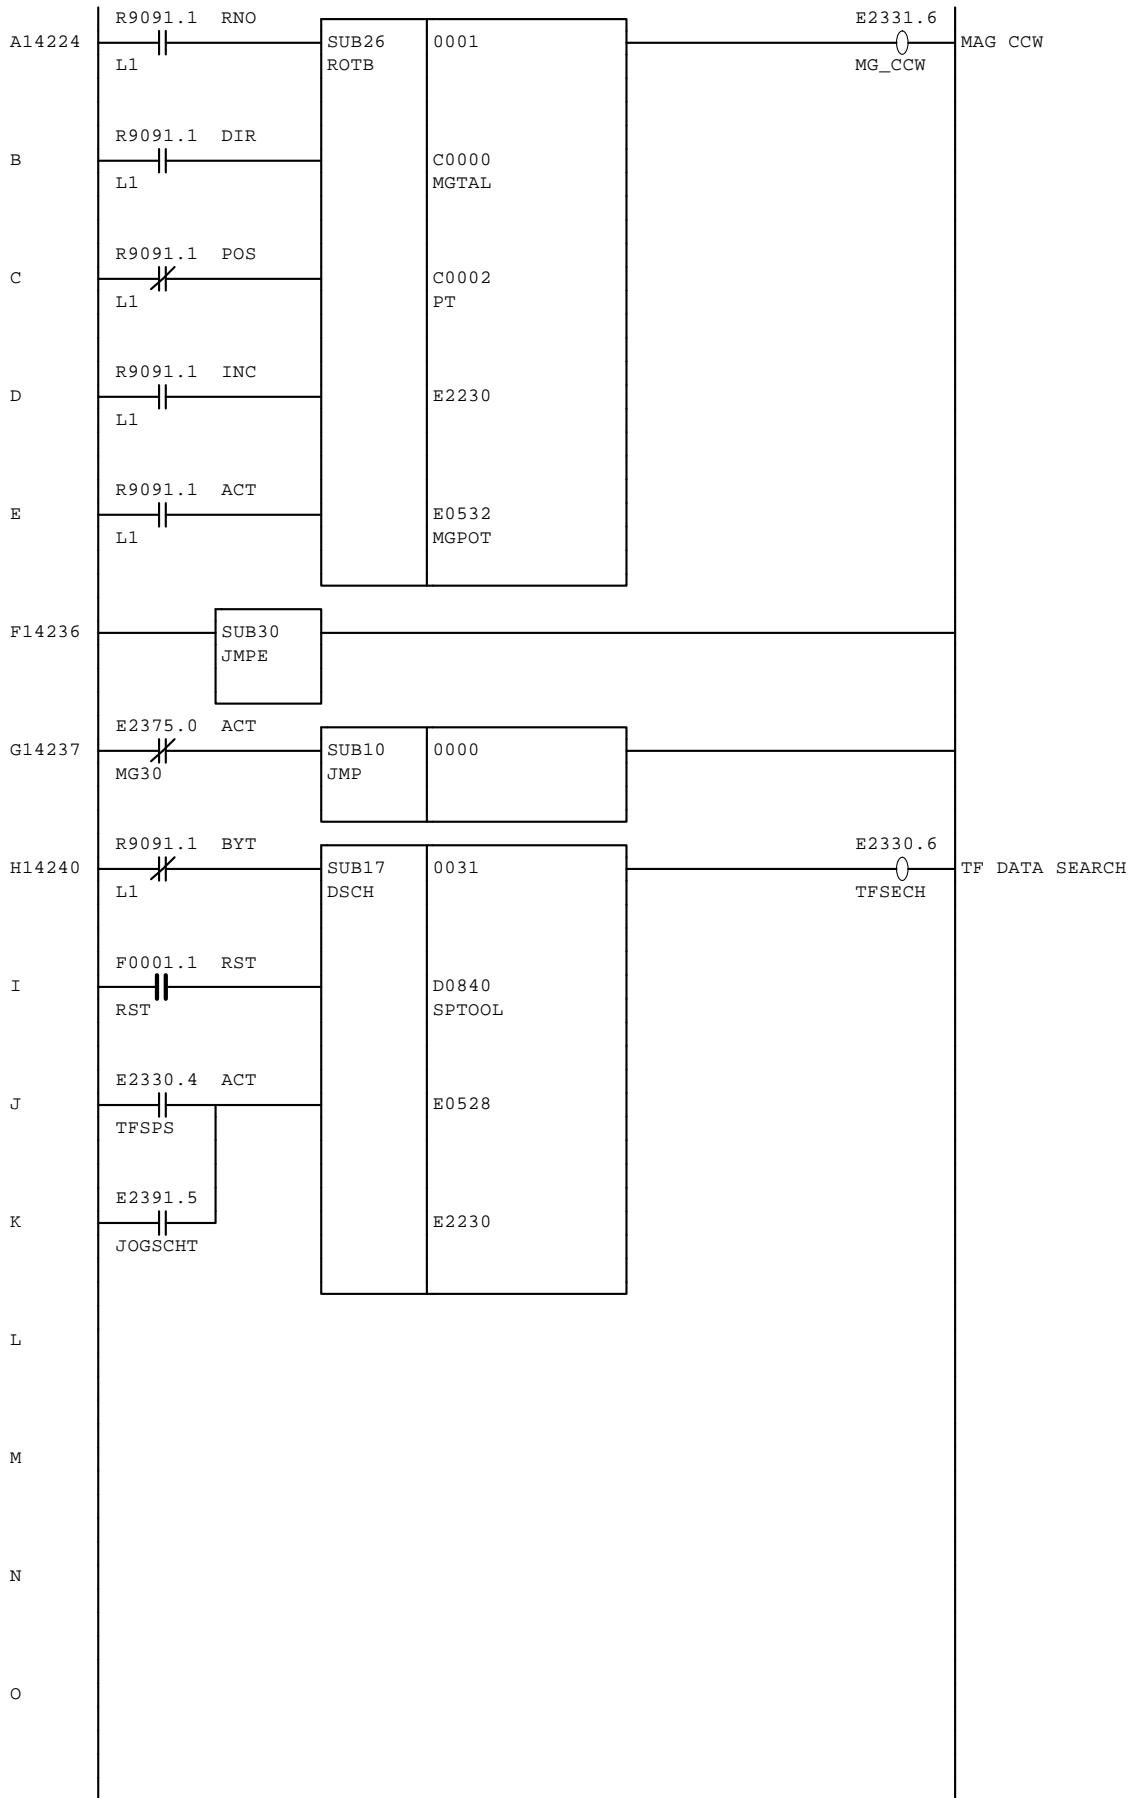 R9091.1 RNO E2331.6
A14224 SUB26 0001 MAG CCW
L1 ROTB MG_CCW
R9091.1 DIR
B C0000
L1 MGTAL
R9091.1 POS
C C0002
L1 PT
R9091.1 INC
D E2230
L1
R9091.1 ACT
E E0532
L1 MGPOT
F14236 SUB30
JMPE
E2375.0 ACT
G14237 SUB10 0000
MG30 JMP
R9091.1 BYT E2330.6
H14240 SUB17 0031 TF DATA SEARCH
L1 DSCH TFSECH
F0001.1 RST
I D0840
RST SPTOOL
E2330.4 ACT
J E0528
TFSPS
E2391.5
K E2230
JOGSCHT
L
M
N
O